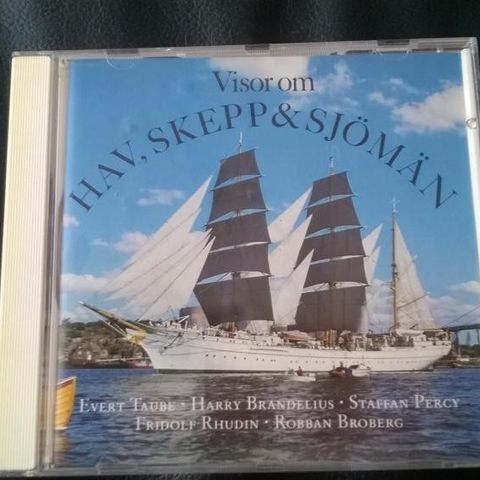 Visor om
HAV, SKEPP & SJÖMÄN
EVERT TAUBE · HARRY BRANDELIUS · STAFFAN PERCY
FRIDOLF RHUDIN · ROBBAN BROBERG